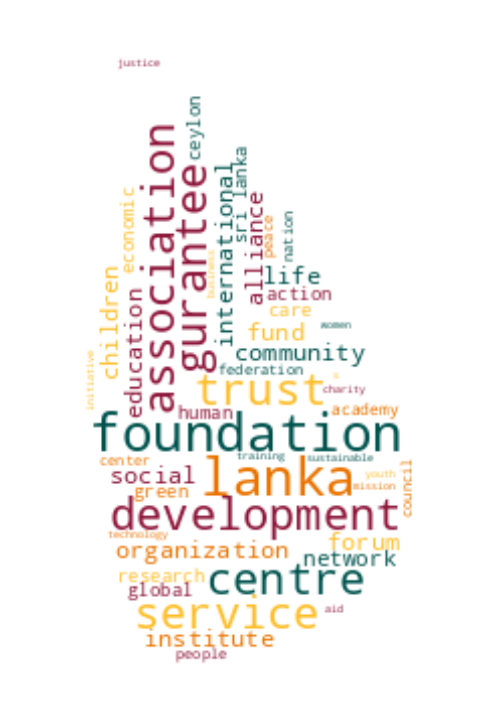 justice
ceylon
association
gurantee
international
sri lanka
economic
business
alliance
peace
nation
children
education
initiative
life
action
care
women
fund
community
federation
trust
charity
human
academy
foundation
training
sustainable
center
lanka
social
youth
green
mission
council
development
technology
forum
organization
network
research
centre
global
service
aid
institute
people